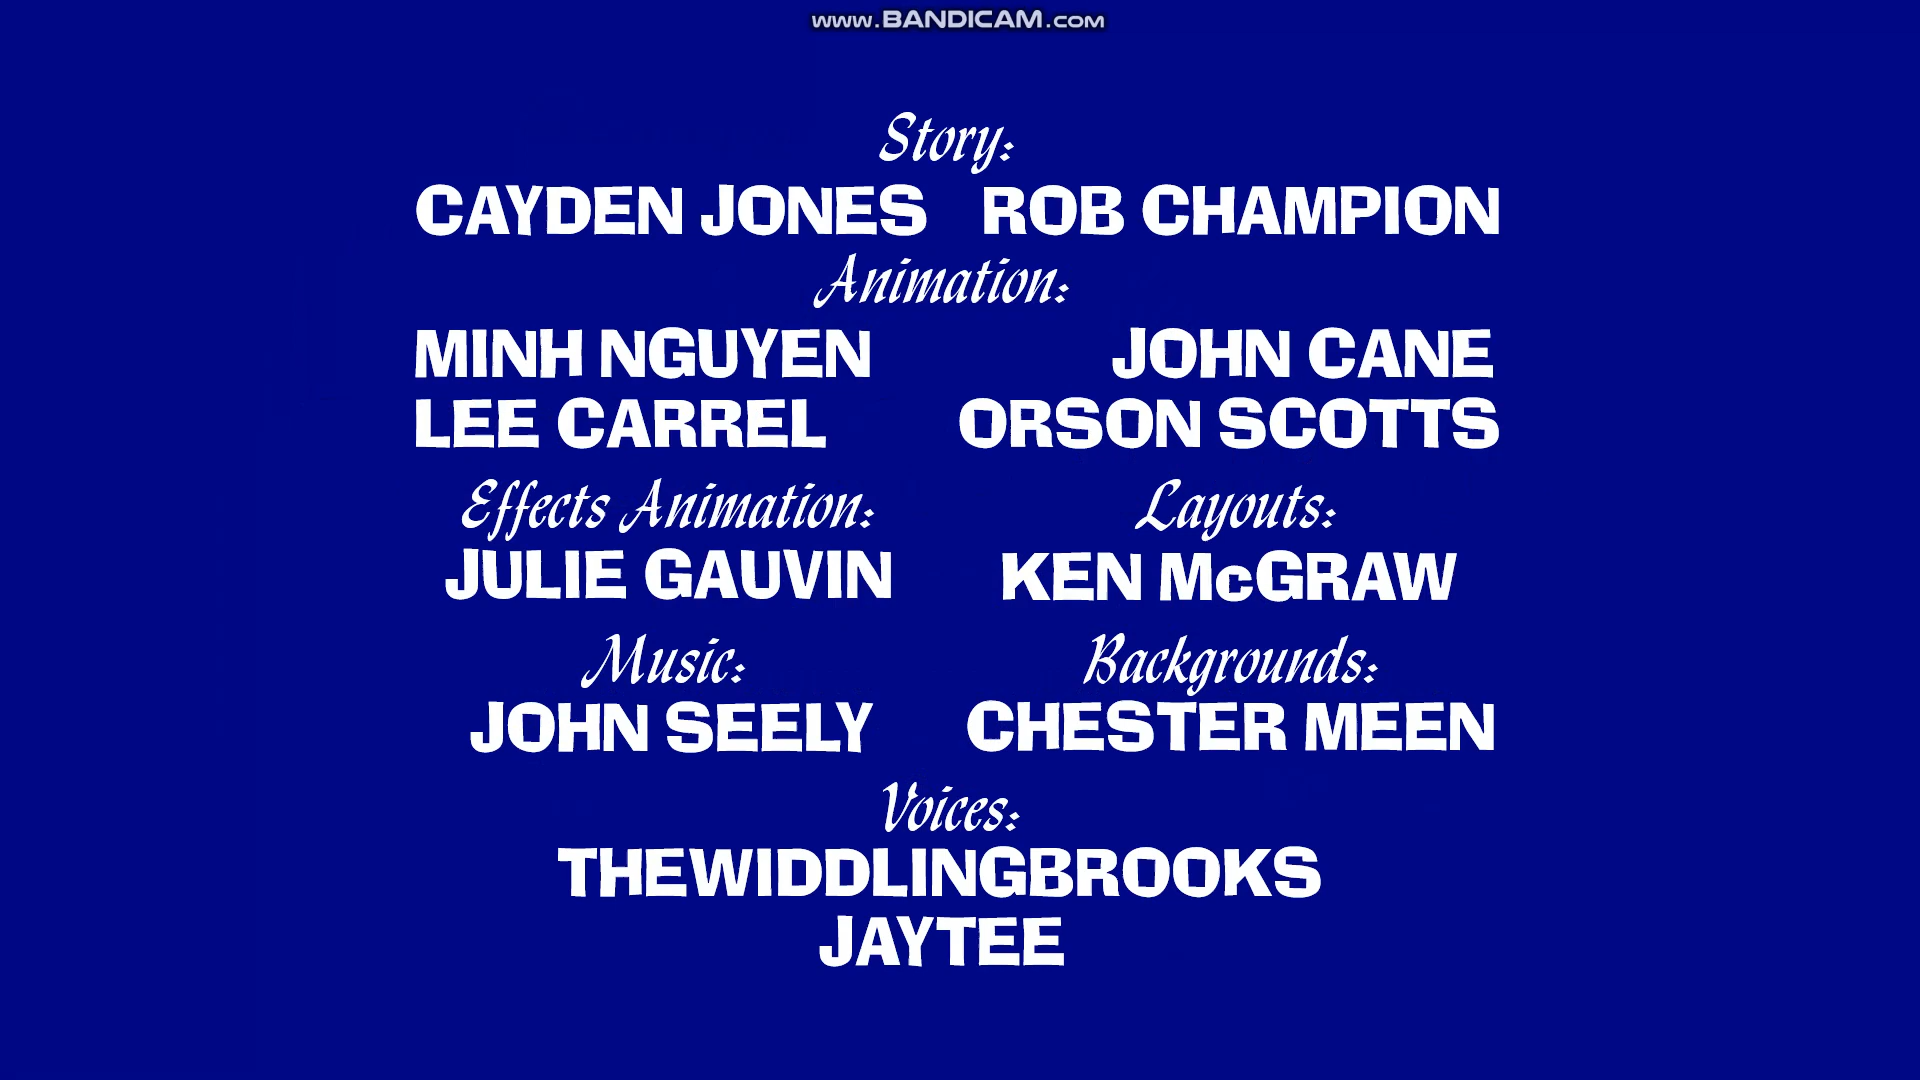 www.BANDICAM.com
Story:
CAYDEN JONES ROB CHAMPION
Animation:
MINH NGUYEN JOHN CANE
LEE CARREL ORSON SCOTTS
Effects Animation: Layouts:
JULIE GAUVIN KEN McGRAW
Music: Backgrounds:
JOHN SEELY CHESTER MEEN
Voices:
THEWIDDLINGBROOKS
JAYTEE